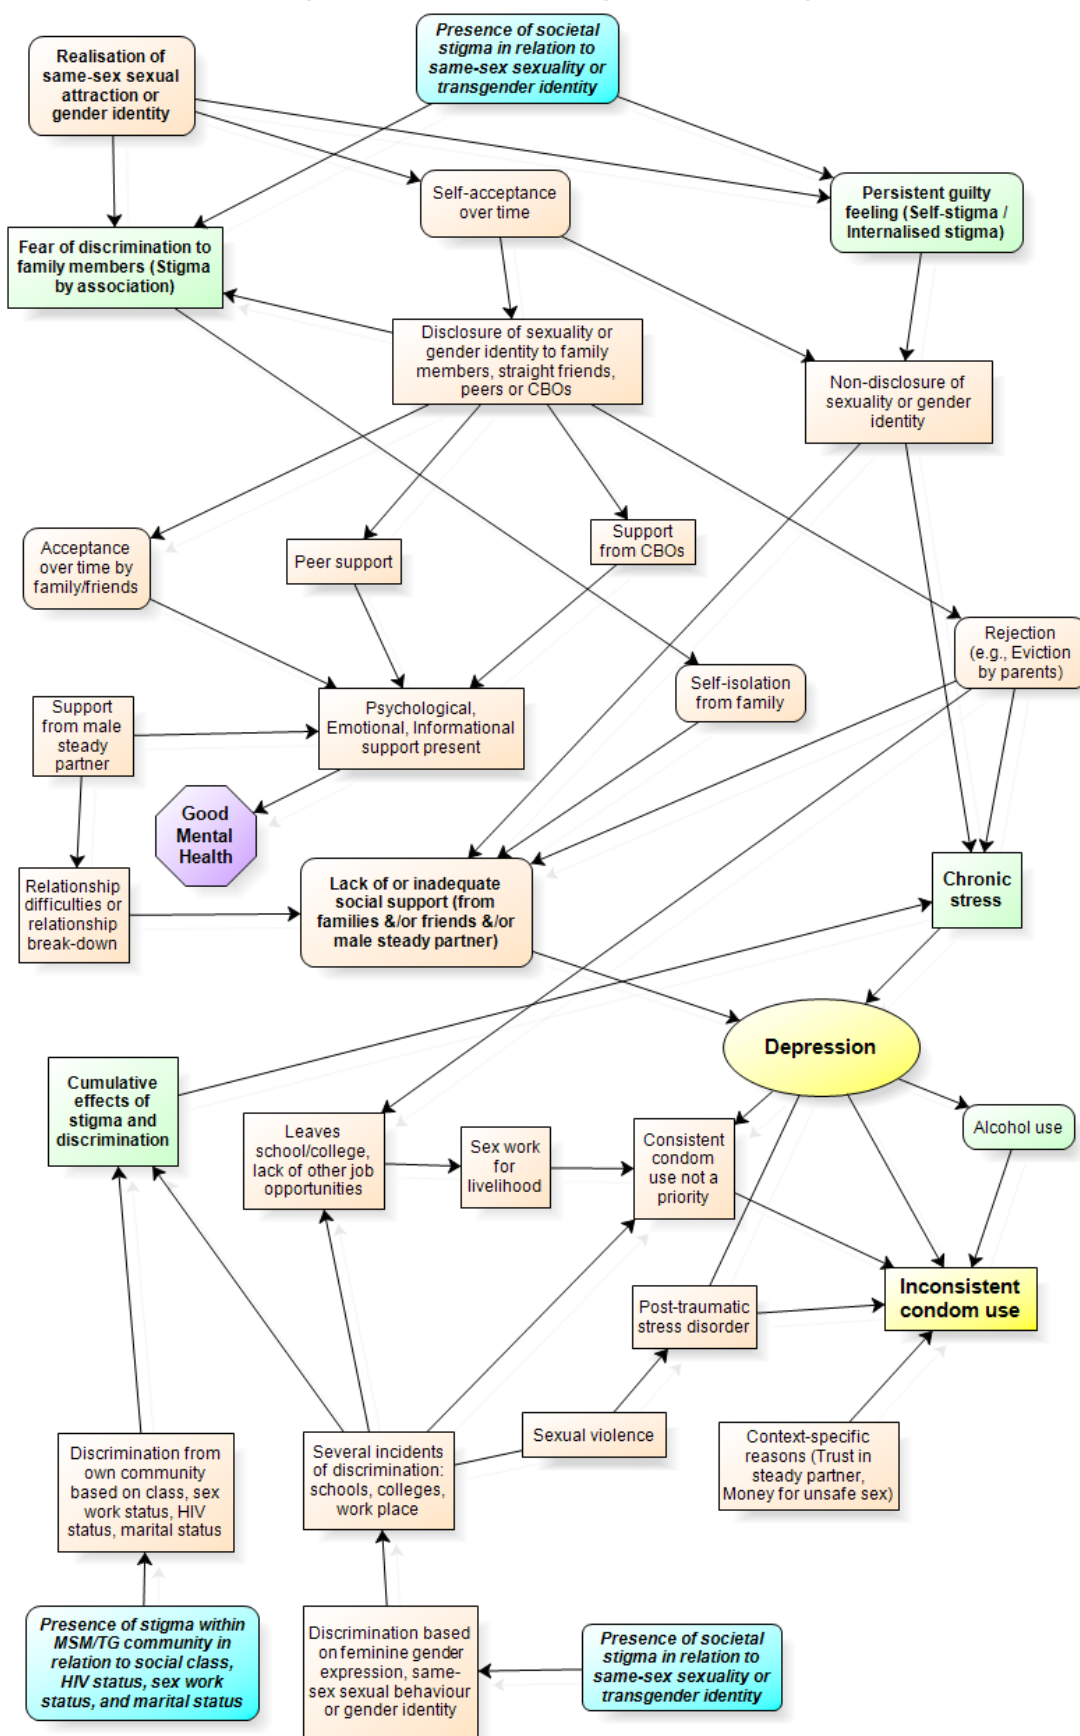 Presence of societal
stigma in relation to
same-sex sexuality or
transgender identity
Realisation of
same-sex sexual
attraction or
gender identity
Self-acceptance
over time
Persistent guilty
feeling (Self-stigma /
Internalised stigma)
Fear of discrimination to
family members (Stigma
by association)
Disclosure of sexuality or
gender identity to family
members, straight friends,
peers or CBOs
Non-disclosure of
sexuality or gender
identity
Acceptance
over time by
family/friends
Peer support
Support
from CBOs
Rejection
(e.g., Eviction
by parents)
Self-isolation
from family
Support
from male
steady
partner
Psychological,
Emotional, Informational
support present
Good
Mental
Health
Relationship
difficulties or
relationship
break-down
Lack of or inadequate
social support (from
families &/or friends &/or
male steady partner)
Chronic
stress
Depression
Cumulative
effects of
stigma and
discrimination
Leaves
school/college,
lack of other job
opportunities
Sex work
for
livelihood
Consistent
condom
use not a
priority
Alcohol use
Inconsistent
condom use
Post-traumatic
stress disorder
Sexual violence
Context-specific
reasons (Trust in
steady partner,
Money for unsafe sex)
Discrimination from
own community
based on class, sex
work status, HIV
status, marital status
Several incidents
of discrimination:
schools, colleges,
work place
Presence of stigma within
MSM/TG community in
relation to social class,
HIV status, sex work
status, and marital status
Discrimination based
on feminine gender
expression, same-
sex sexual behaviour
or gender identity
Presence of societal
stigma in relation to
same-sex sexuality or
transgender identity